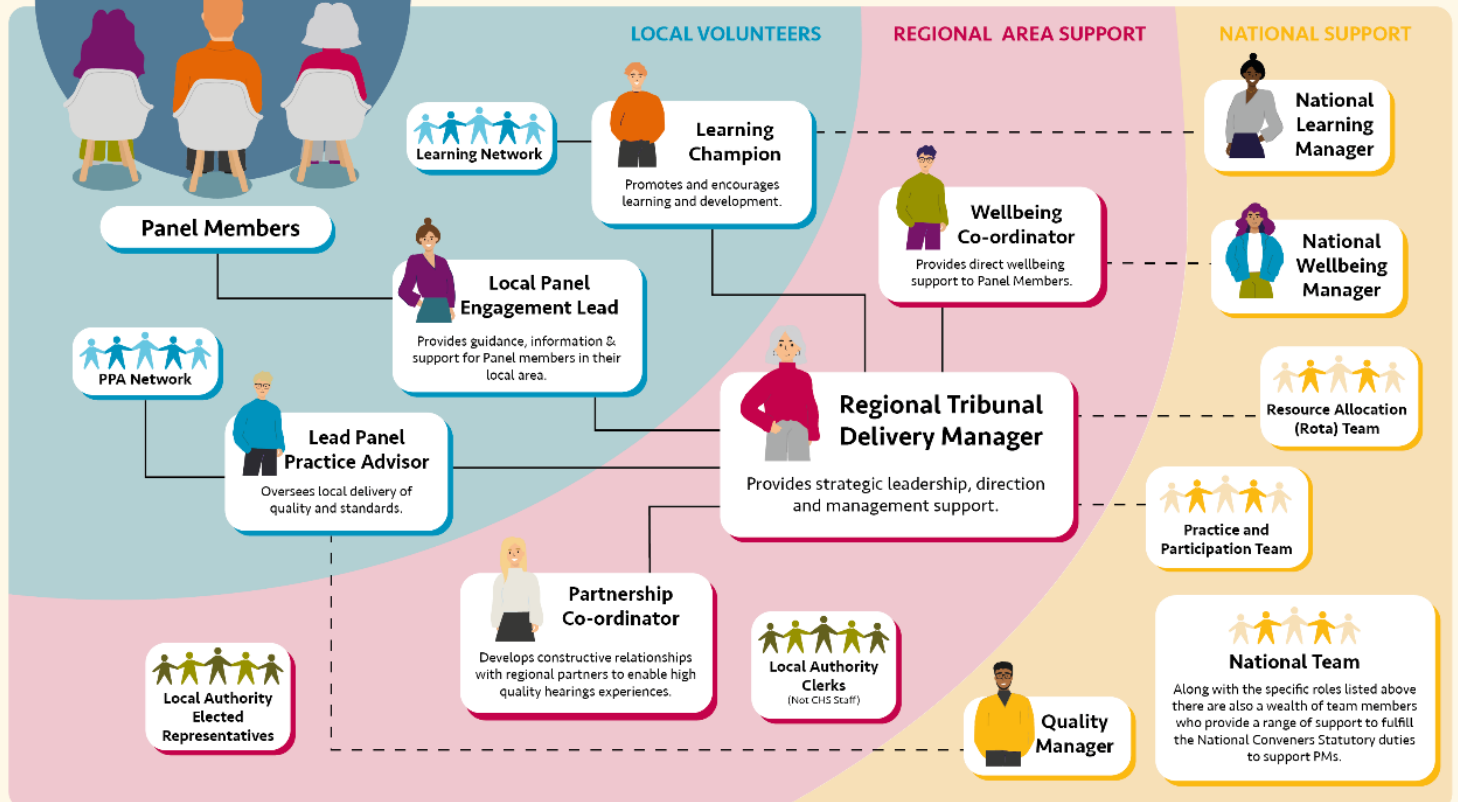 LOCAL VOLUNTEERS
REGIONAL AREA SUPPORT
NATIONAL SUPPORT
Panel Members
Learning Network
Learning
Champion
Promotes and encourages
learning and development.
Local Panel
Engagement Lead
Provides guidance, information &
support for Panel members in their
local area.
PPA Network
Lead Panel
Practice Advisor
Oversees local delivery of
quality and standards.
Wellbeing
Co-ordinator
Provides direct wellbeing
support to Panel Members.
Regional Tribunal
Delivery Manager
Provides strategic leadership, direction
and management support.
Partnership
Co-ordinator
Develops constructive relationships
with regional partners to enable high
quality hearings experiences.
Local Authority
Clerks
(Not CHS Staff)
Local Authority
Elected
Representatives
National
Learning
Manager
National
Wellbeing
Manager
Resource Allocation
(Rota) Team
Practice and
Participation Team
Quality
Manager
National Team
Along with the specific roles listed above
there are also a wealth of team members
who provide a range of support to fulfill
the National Conveners Statutory duties
to support PMs.